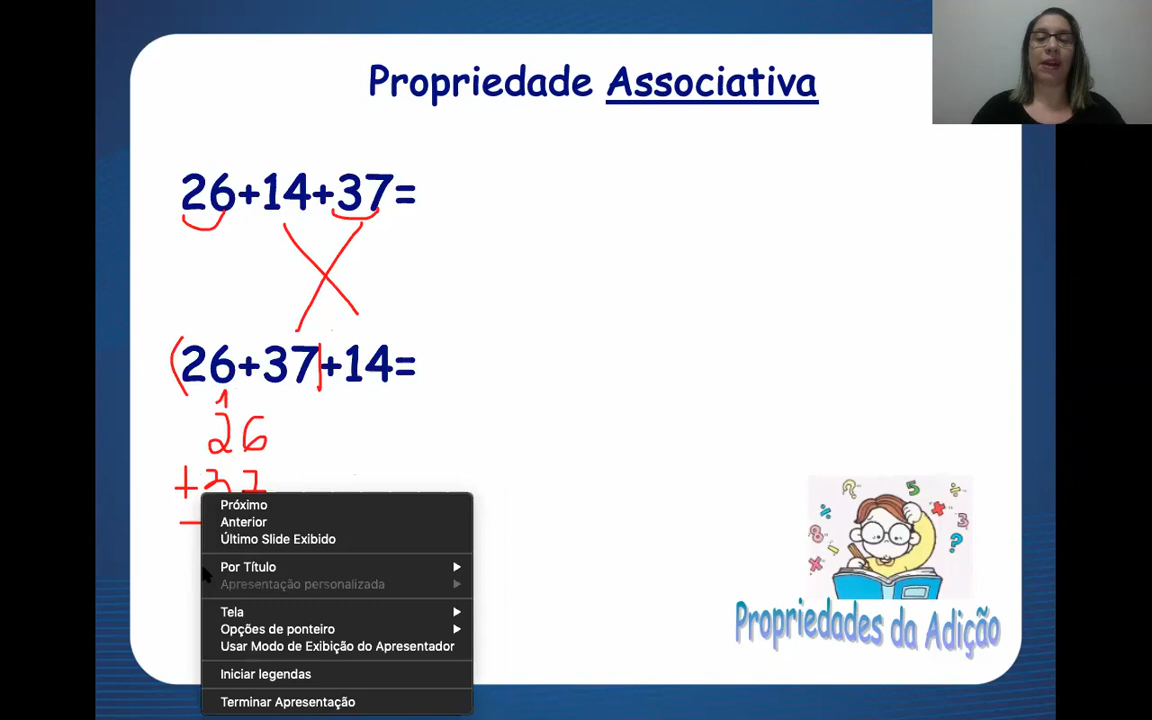 Propriedade Associativa
26+14+37=
(26+37)+14=
1
26
+37
Próximo
Anterior
Último Slide Exibido
Por Título
Apresentação personalizada
Tela
Opções de ponteiro
Usar Modo de Exibição do Apresentador
Iniciar legendas
Terminar Apresentação
Propriedades da Adição